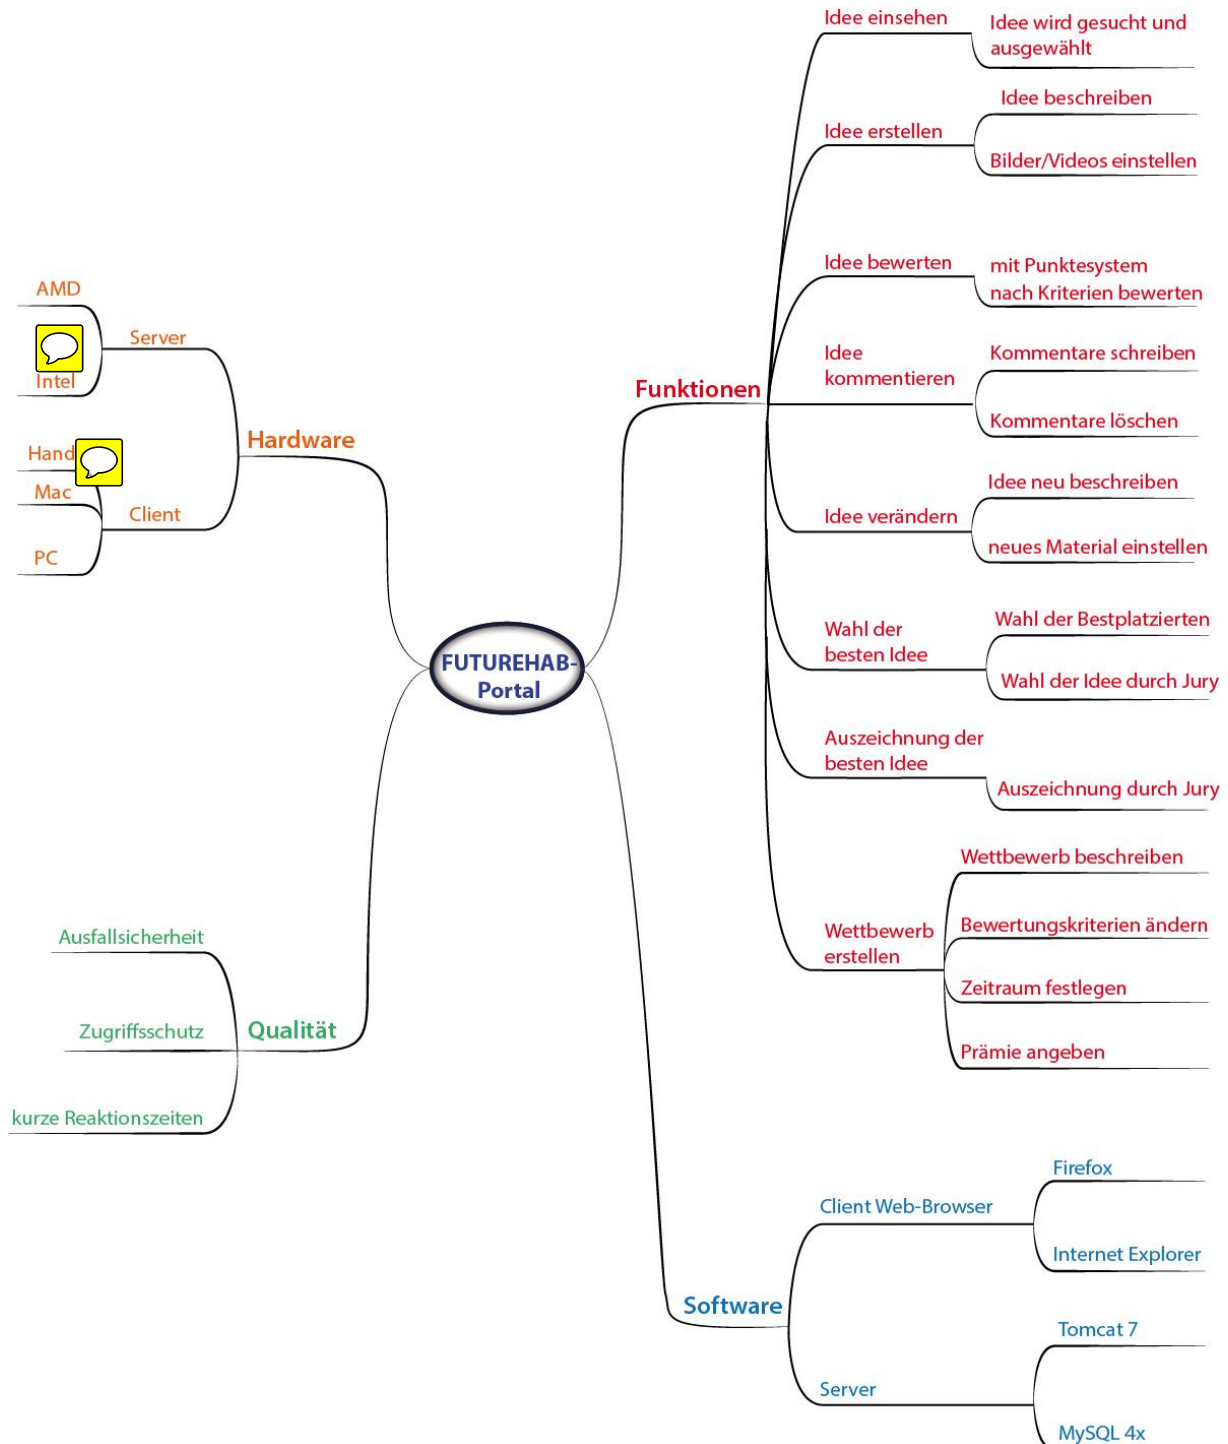 Idee einsehen
Idee wird gesucht und
ausgewählt
Idee erstellen
Idee beschreiben
Bilder/Videos einstellen
Idee bewerten
mit Punktesystem
nach Kriterien bewerten
Idee
kommentieren
Kommentare schreiben
Kommentare löschen
Funktionen
Idee verändern
Idee neu beschreiben
neues Material einstellen
Wahl der
besten Idee
Wahl der Bestplatzierten
Wahl der Idee durch Jury
Auszeichnung der
besten Idee
Auszeichnung durch Jury
Wettbewerb
erstellen
Wettbewerb beschreiben
Bewertungskriterien ändern
Zeitraum festlegen
Prämie angeben
AMD
Server
Intel
Hardware
Hand
Mac
Client
PC
FUTUREHAB-
Portal
Ausfallsicherheit
Zugriffsschutz
Qualität
kurze Reaktionszeiten
Software
Client Web-Browser
Firefox
Internet Explorer
Server
Tomcat 7
MySQL 4x